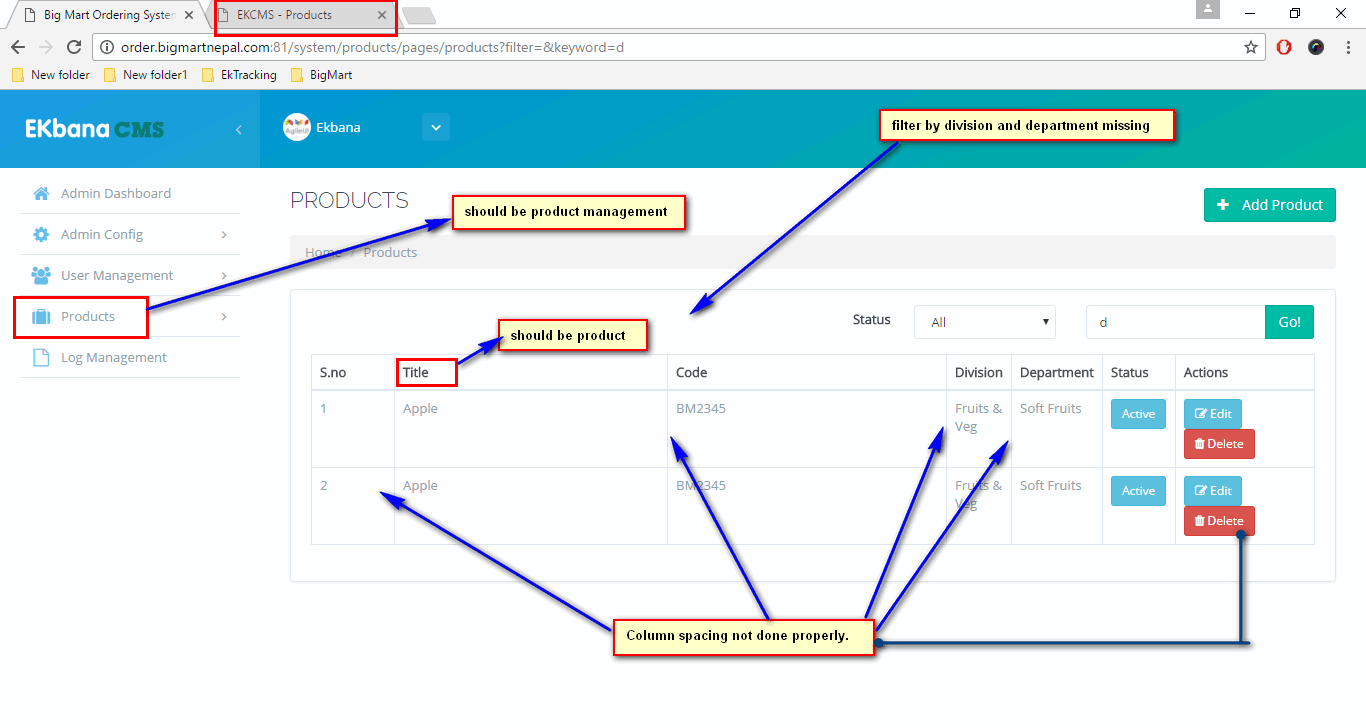 Big Mart Ordering System
EKCMS - Products
order.bigmartnepal.com:81/system/products/pages/products?filter=&keyword=d
New folder
New folder1
EkTracking
BigMart
EKbana CMS
AgileUI
Ekbana
filter by division and department missing
Admin Dashboard
Admin Config
User Management
Products
Log Management
PRODUCTS
should be product management
Add Product
Home / Products
should be product
Status
All
d
Go!
S.no Title Code Division Department Status Actions
1 Apple BM2345 Fruits & Soft Fruits Active Edit
Veg Delete
2 Apple BM2345 Fruits & Soft Fruits Active Edit
Veg Delete
Column spacing not done properly.